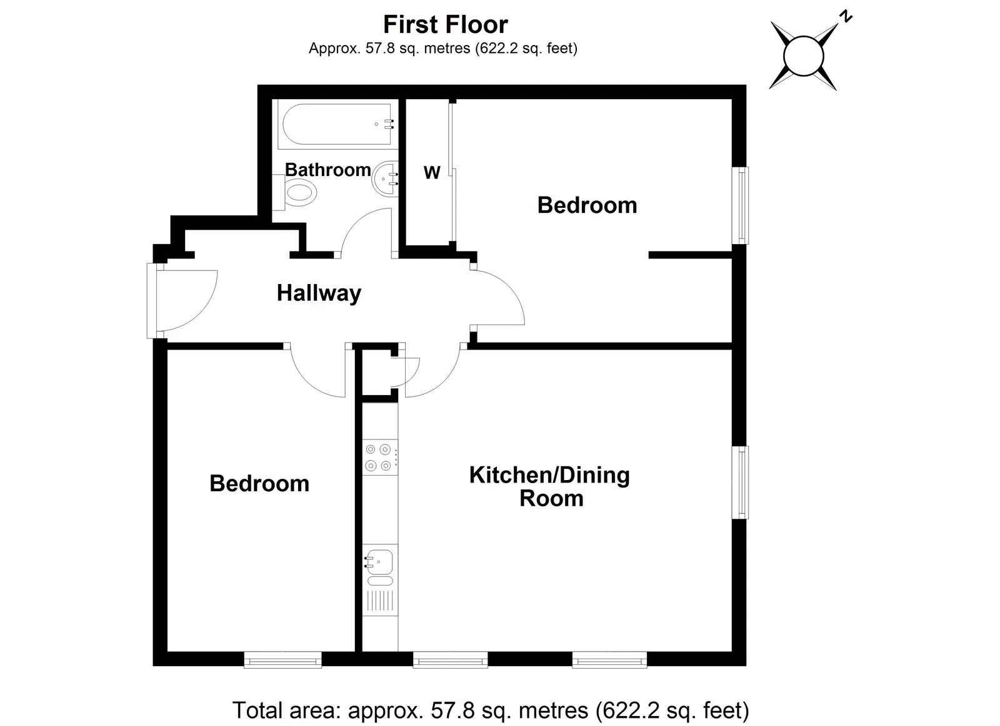 First Floor
Approx. 57.8 sq. metres (622.2 sq. feet)
N
Bathroom
W
Bedroom
Hallway
Bedroom
Kitchen/Dining
Room
Total area: approx. 57.8 sq. metres (622.2 sq. feet)